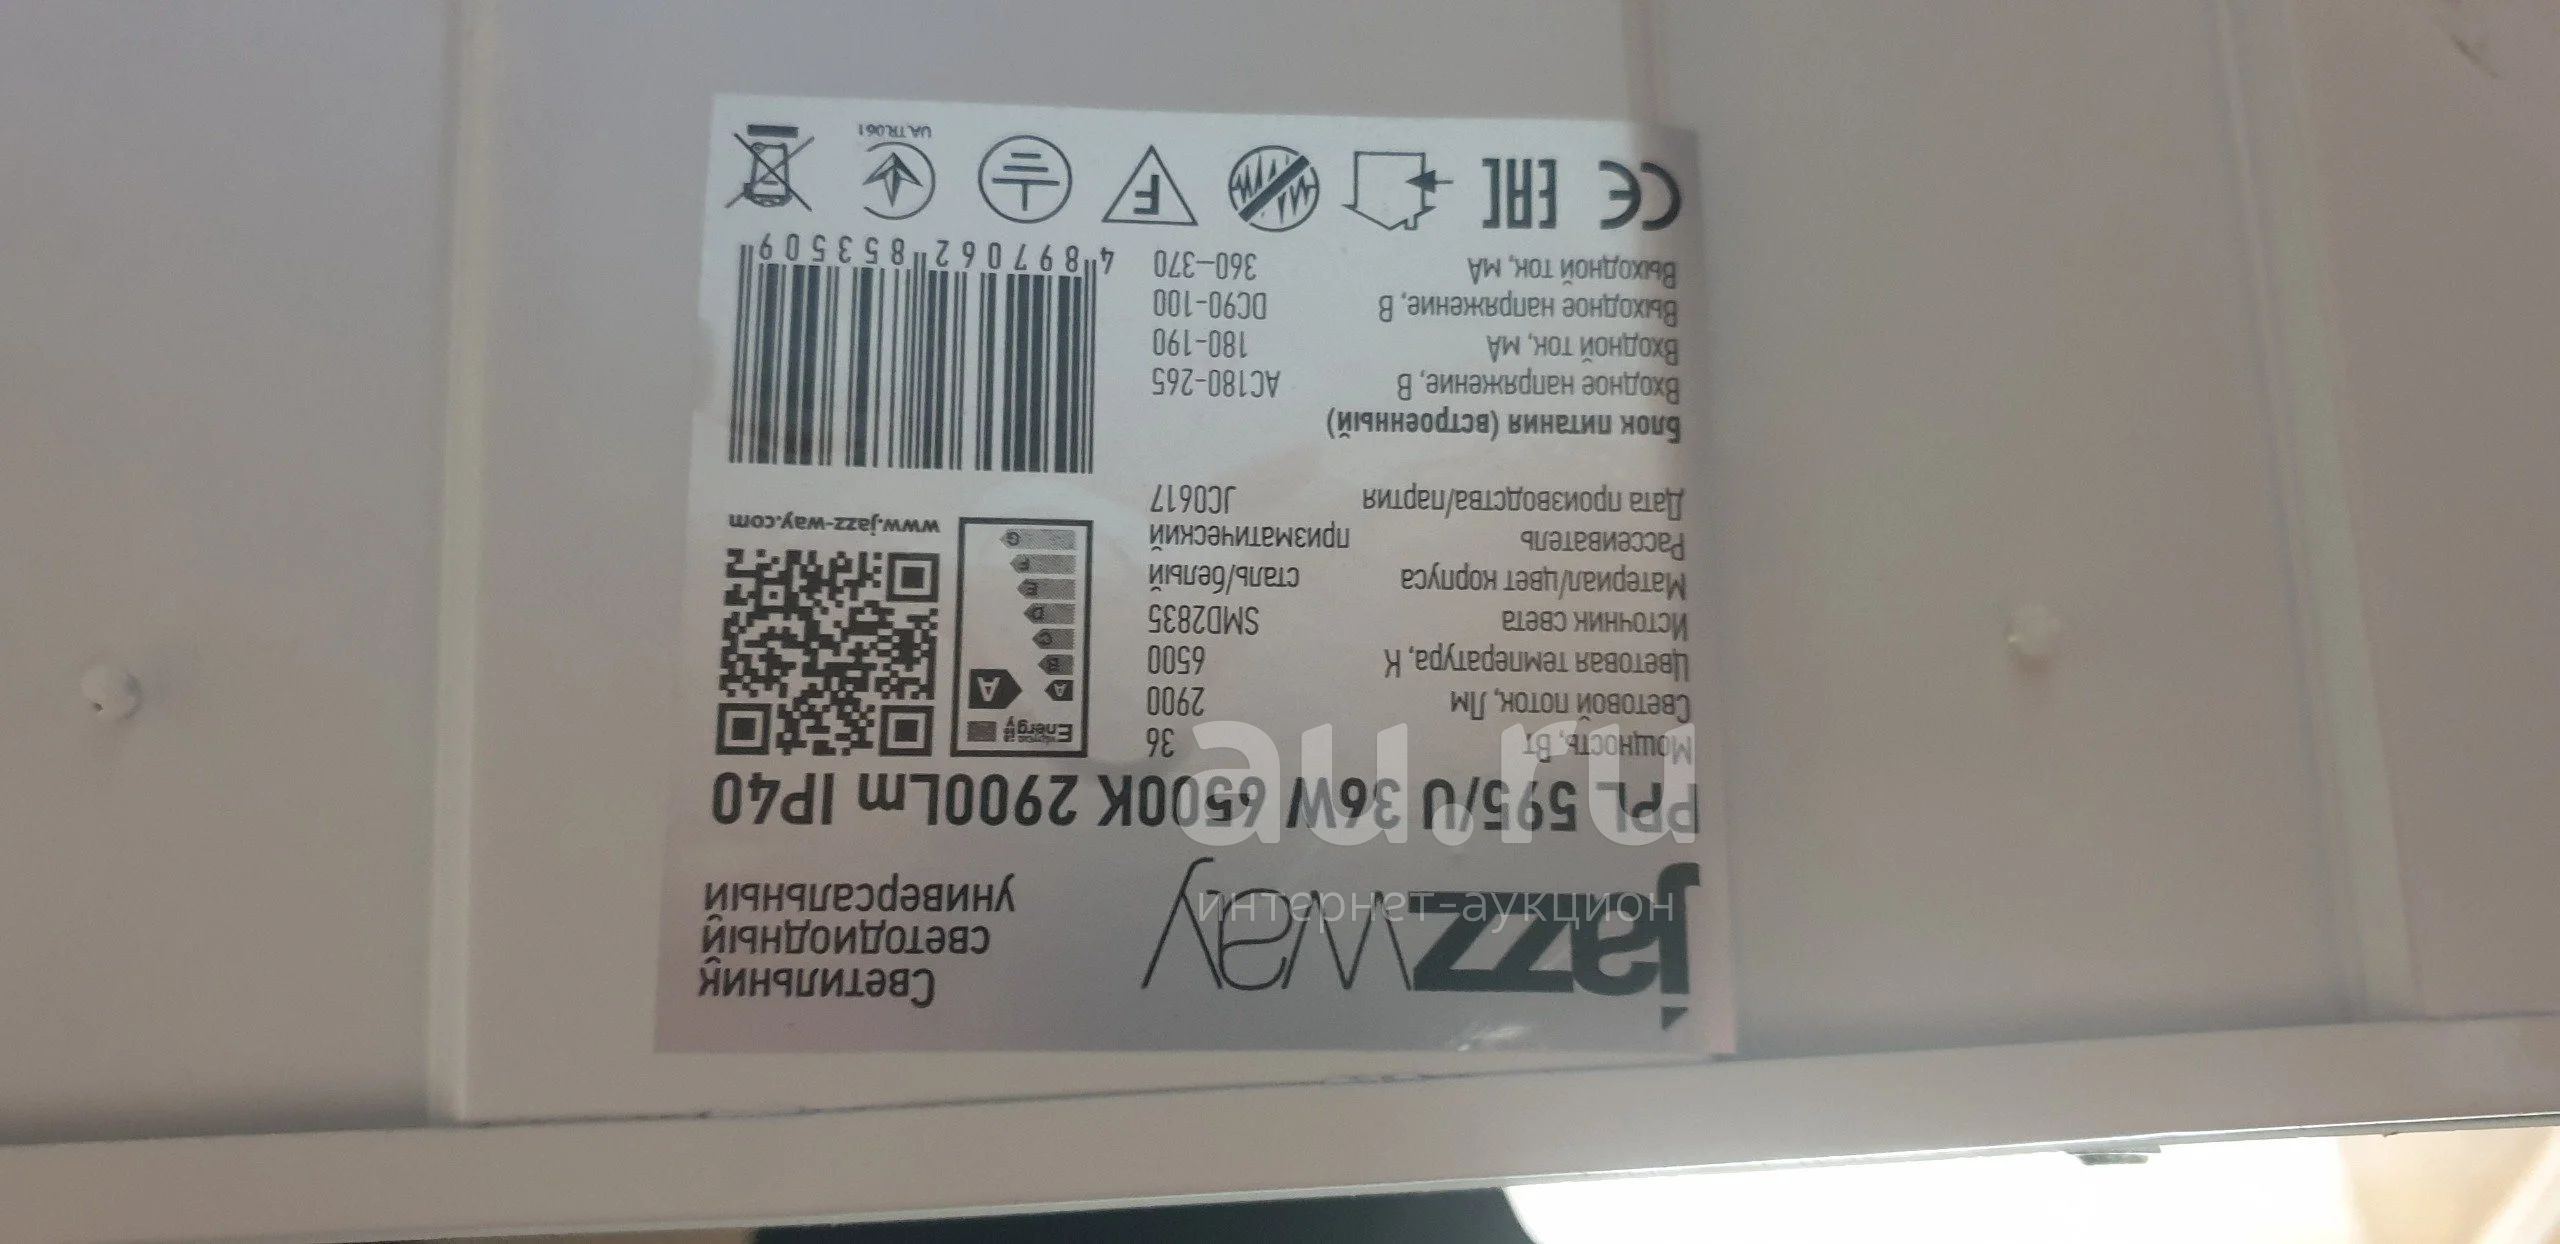 jazzway
Светильник
светодиодный
универсальный
PPL 595/U 36W 6500K 2900Lm IP40
Мощность, Вт 36
Световой поток, Лм 2900
Цветовая температура, К 6500
Источник света SMD2835
Материал/цвет корпуса сталь/белый
Рассеиватель призматический
Дата производства/партия JC0617
Блок питания (встроенный)
Входное напряжение, В AC180-265
Входной ток, мА 180-190
Выходное напряжение, В DC90-100
Выходной ток, мА 360–370
Energy
A
A
B
C
D
E
F
G
www.jazz-way.com
4 897062 853509
CE EAC F
UA.TR.061
au.ru
интернет-аукцион